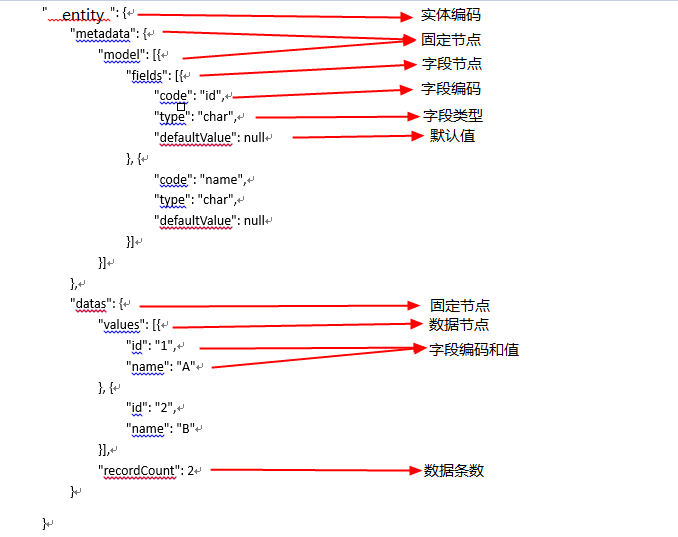 "__entity__": {↵ 实体编码
"metadata": {↵ 固定节点
"model": [{↵
"fields": [{↵ 字段节点
"code": "id",↵ 字段编码
"type": "char",↵ 字段类型
"defaultValue": null↵ 默认值
}, {↵
"code": "name",↵
"type": "char",↵
"defaultValue": null↵
}]↵
}]↵
},↵
"datas": {↵ 固定节点
"values": [{↵ 数据节点
"id": "1",↵ 字段编码和值
"name": "A"↵
}, {↵
"id": "2",↵
"name": "B"↵
}],↵
"recordCount": 2↵ 数据条数
}↵
}↵